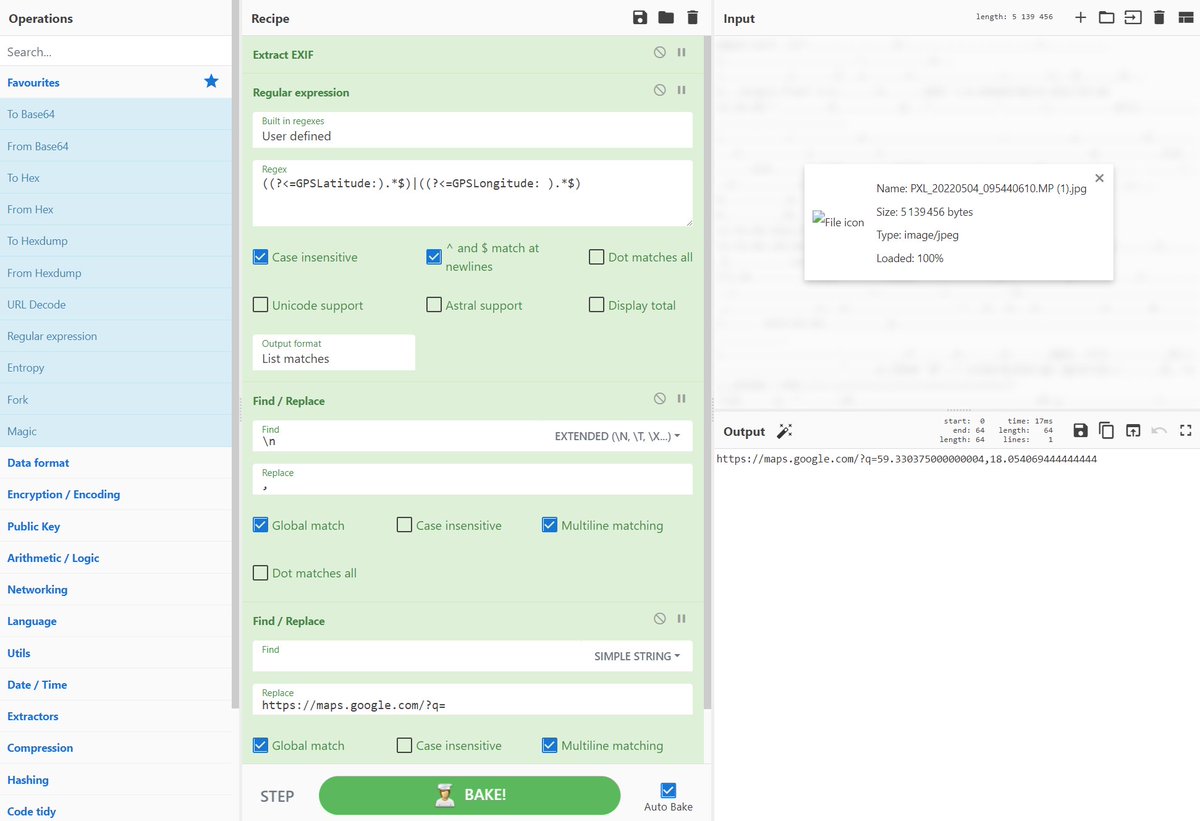 Operations
Search...
Favourites
To Base64
From Base64
To Hex
From Hex
To Hexdump
From Hexdump
URL Decode
Regular expression
Entropy
Fork
Magic
Data format
Encryption / Encoding
Public Key
Arithmetic / Logic
Networking
Language
Utils
Date / Time
Extractors
Compression
Hashing
Code tidy
Recipe
Extract EXIF
Regular expression
Built in regexes
User defined
Regex
((?<=GPSLatitude:).*$)|((?<=GPSLongitude: ).*$)
Case insensitive
^ and $ match at newlines
Dot matches all
Unicode support
Astral support
Display total
Output format
List matches
Find / Replace
Find
\n
EXTENDED (\N, \T, \X...)
Replace
,
Global match
Case insensitive
Multiline matching
Dot matches all
Find / Replace
Find
SIMPLE STRING
Replace
https://maps.google.com/?q=
Global match
Case insensitive
Multiline matching
STEP
BAKE!
Auto Bake
Input
length: 5 139 456
File icon
Name: PXL_20220504_095440610.MP (1).jpg
Size: 5 139 456 bytes
Type: image/jpeg
Loaded: 100%
Output
start: 0
end: 64
length: 64
time: 17ms
length: 64
lines: 1
https://maps.google.com/?q=59.330375000000004,18.054069444444444